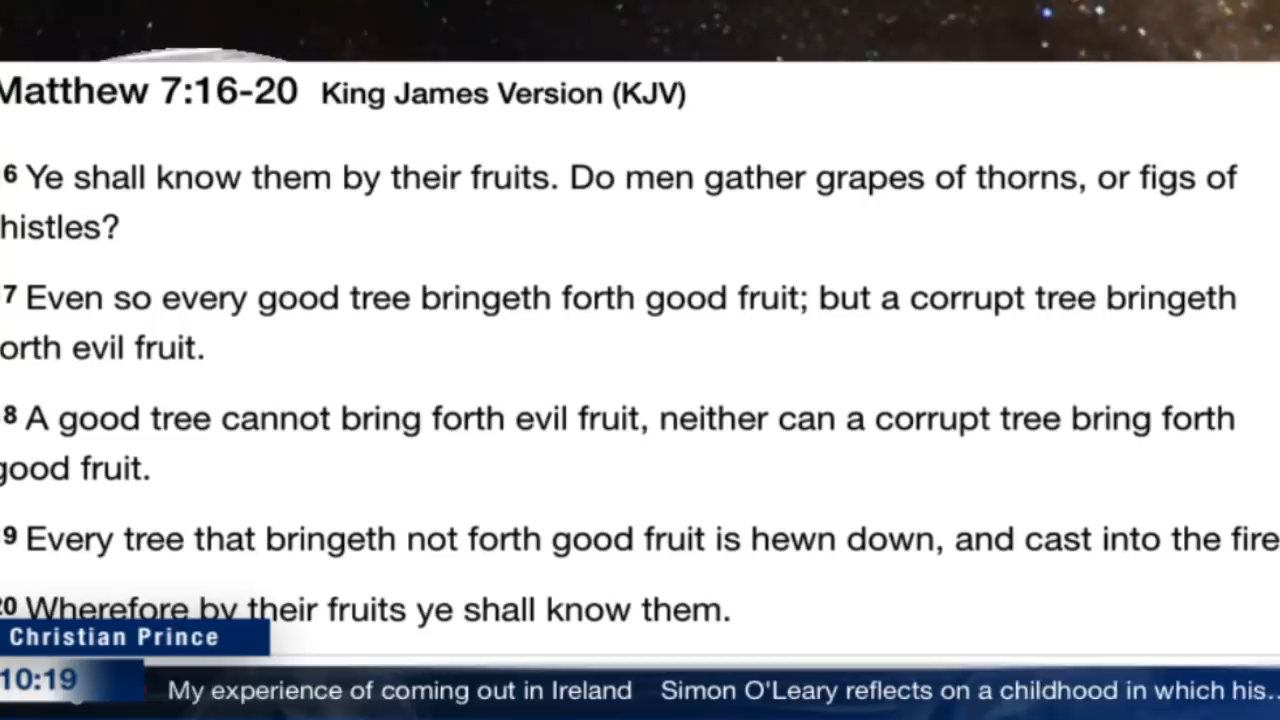 Matthew 7:16-20 King James Version (KJV)
6 Ye shall know them by their fruits. Do men gather grapes of thorns, or figs of
histles?
7 Even so every good tree bringeth forth good fruit; but a corrupt tree bringeth
orth evil fruit.
8 A good tree cannot bring forth evil fruit, neither can a corrupt tree bring forth
good fruit.
9 Every tree that bringeth not forth good fruit is hewn down, and cast into the fire
20 Wherefore by their fruits ye shall know them.
Christian Prince
10:19
My experience of coming out in Ireland Simon O'Leary reflects on a childhood in which his..